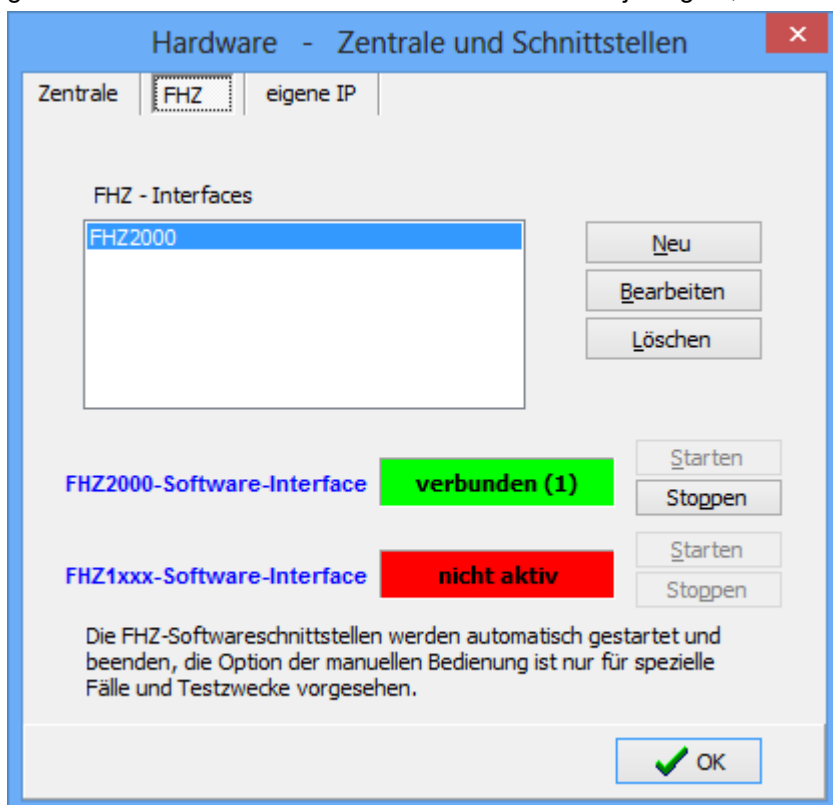 Hardware - Zentrale und Schnittstellen
Zentrale FHZ eigene IP
FHZ - Interfaces
FHZ2000
Neu
Bearbeiten
Löschen
FHZ2000-Software-Interface verbunden (1) Starten
Stoppen
FHZ1xxx-Software-Interface nicht aktiv Starten
Stoppen
Die FHZ-Softwareschnittstellen werden automatisch gestartet und
beenden, die Option der manuellen Bedienung ist nur für spezielle
Fälle und Testzwecke vorgesehen.
OK